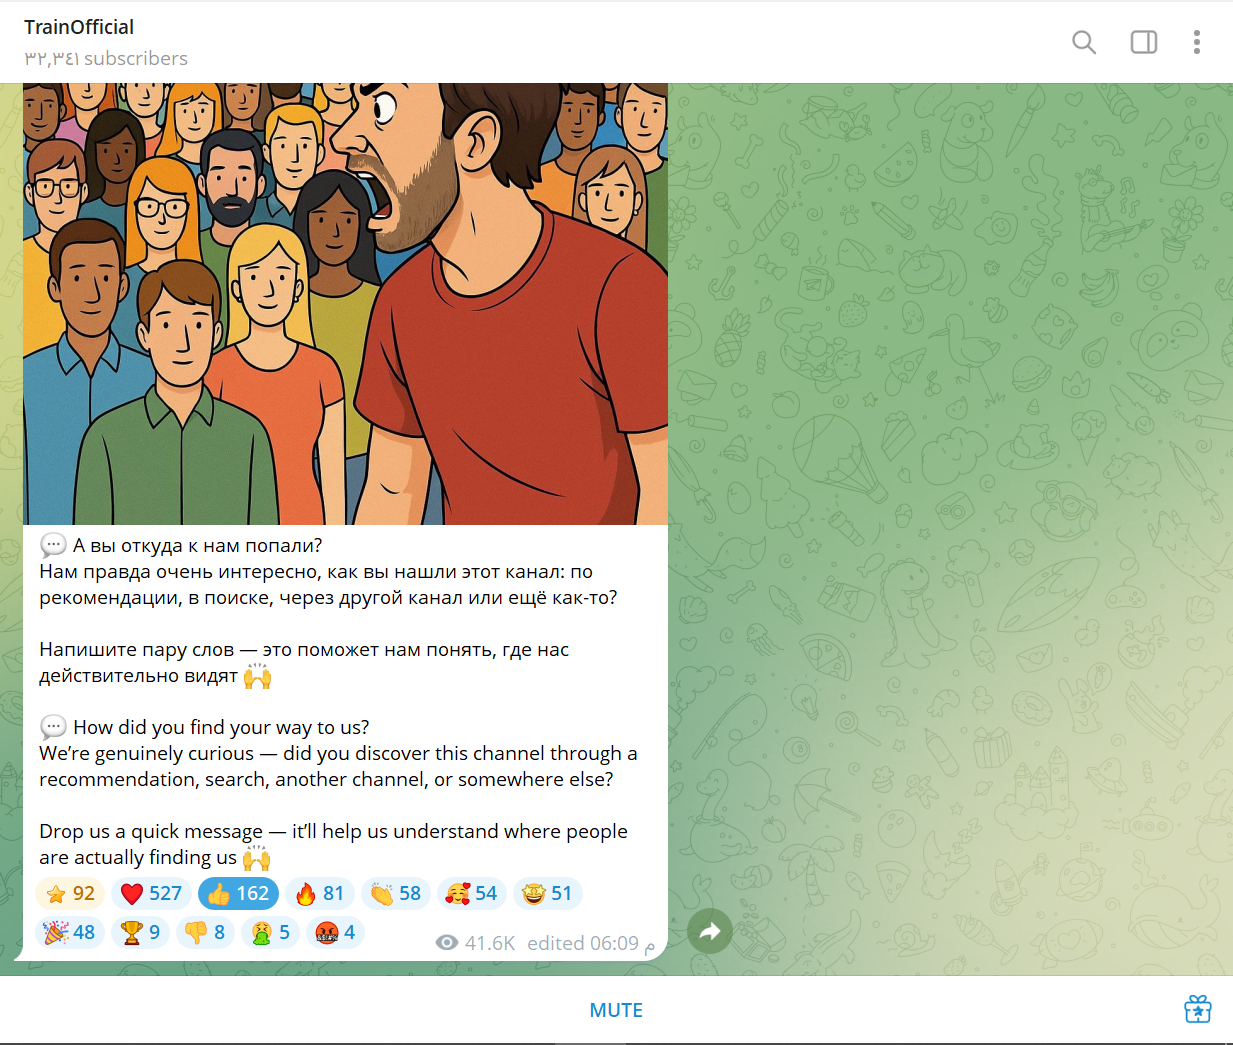 TrainOfficial
٣٢,٣٤١ subscribers
💬 А вы откуда к нам попали?
Нам правда очень интересно, как вы нашли этот канал: по
рекомендации, в поиске, через другой канал или ещё как-то?
Напишите пару слов — это поможет нам понять, где нас
действительно видят 🙌
💬 How did you find your way to us?
We’re genuinely curious — did you discover this channel through a
recommendation, search, another channel, or somewhere else?
Drop us a quick message — it’ll help us understand where people
are actually finding us 🙌
⭐ 92 ❤️ 527 👍 162 🔥 81 👏 58 🥰 54 🤩 51
🎉 48 🏆 9 👎 8 🤮 5 🤬 4
41.6K edited 06:09 م
MUTE